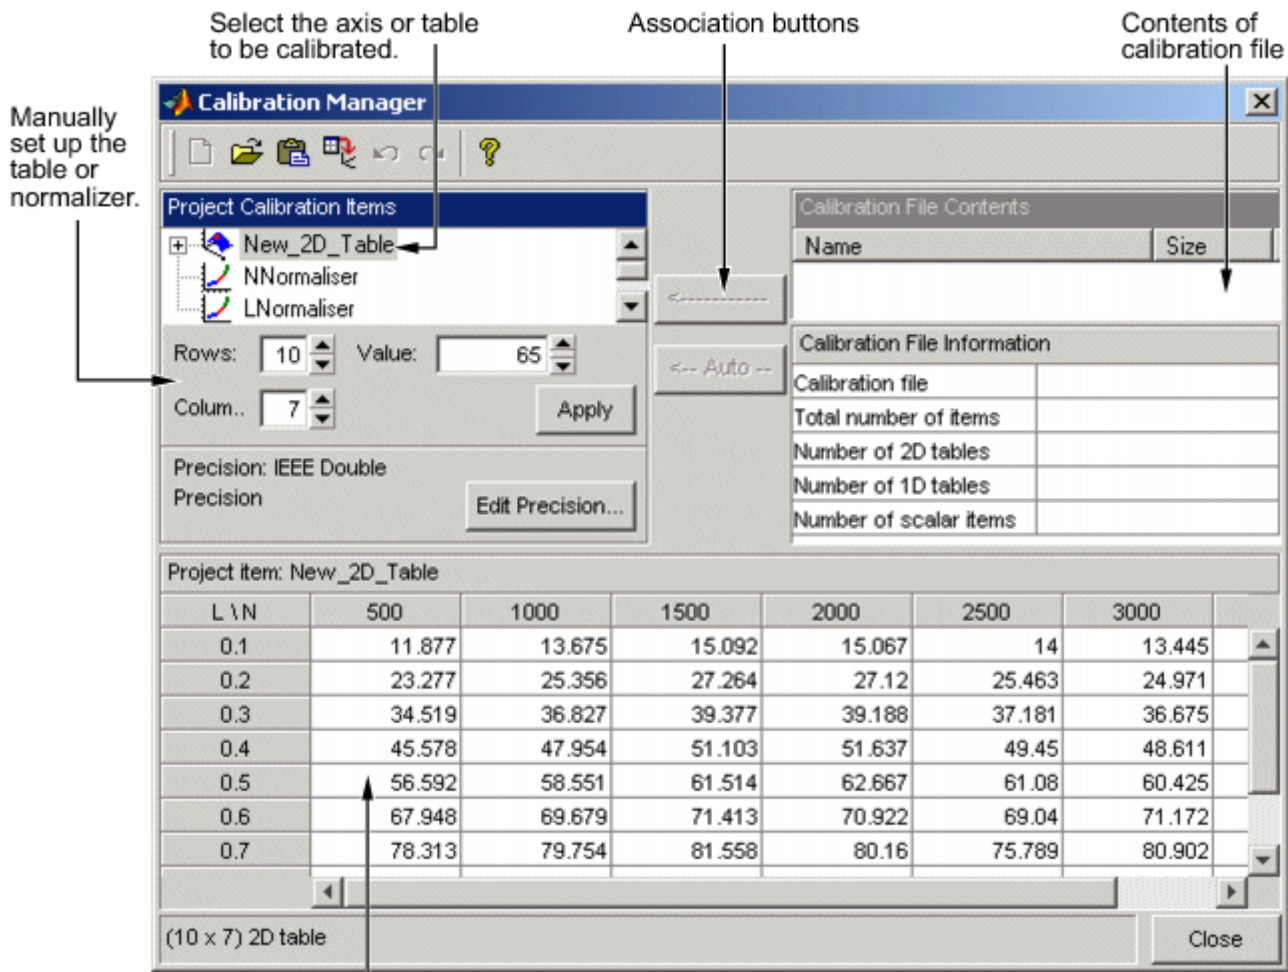 Select the axis or table
to be calibrated.
Association buttons
Contents of
calibration file
Manually
set up the
table or
normalizer.
Calibration Manager
Project Calibration Items
New_2D_Table
NNormaliser
LNormaliser
Rows: 10 Value: 65
Colum.. 7 Apply
Precision: IEEE Double
Precision
Edit Precision...
<-----------
<-- Auto --
Calibration File Contents
Name Size
Calibration File Information
Calibration file
Total number of items
Number of 2D tables
Number of 1D tables
Number of scalar items
Project item: New_2D_Table
L \ N 500 1000 1500 2000 2500 3000
0.1 11.877 13.675 15.092 15.067 14 13.445
0.2 23.277 25.356 27.264 27.12 25.463 24.971
0.3 34.519 36.827 39.377 39.188 37.181 36.675
0.4 45.578 47.954 51.103 51.637 49.45 48.611
0.5 56.592 58.551 61.514 62.667 61.08 60.425
0.6 67.948 69.679 71.413 70.922 69.04 71.172
0.7 78.313 79.754 81.558 80.16 75.789 80.902
(10 x 7) 2D table
Close